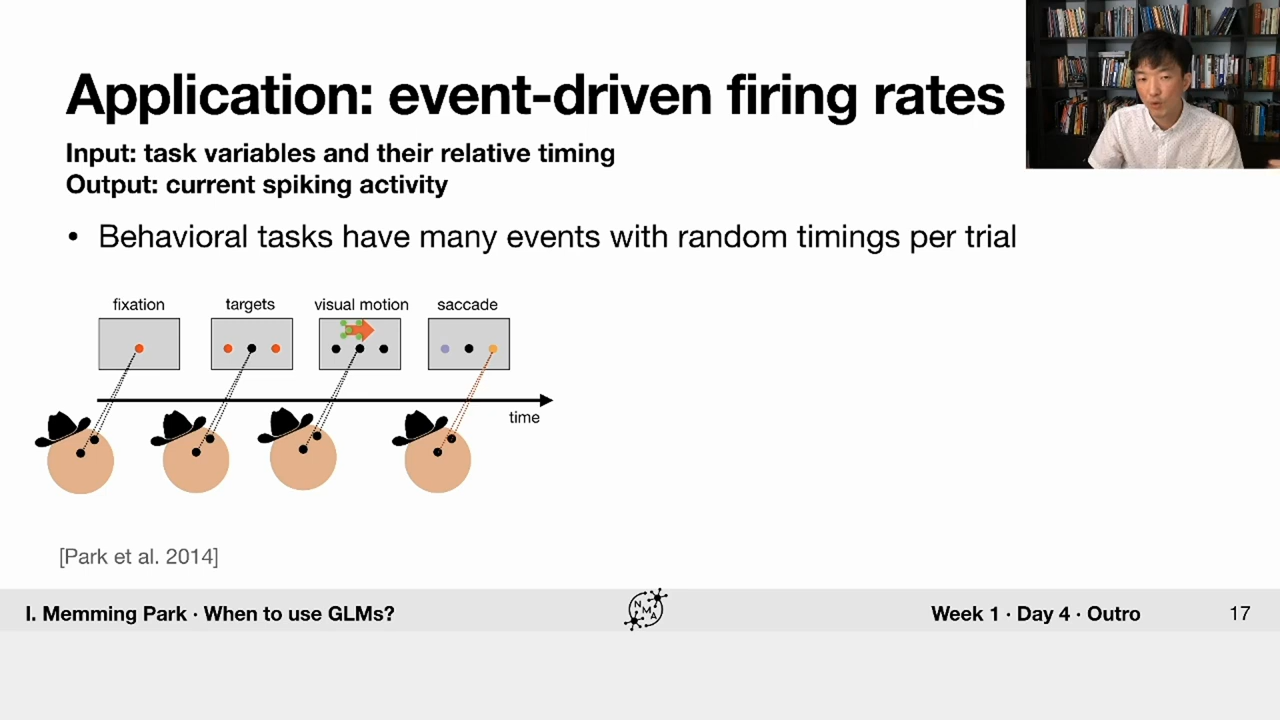 Application: event-driven firing rates
Input: task variables and their relative timing
Output: current spiking activity
• Behavioral tasks have many events with random timings per trial
fixation
targets
visual motion
saccade
time
[Park et al. 2014]
I. Memming Park · When to use GLMs?
NMA
Week 1 · Day 4 · Outro
17